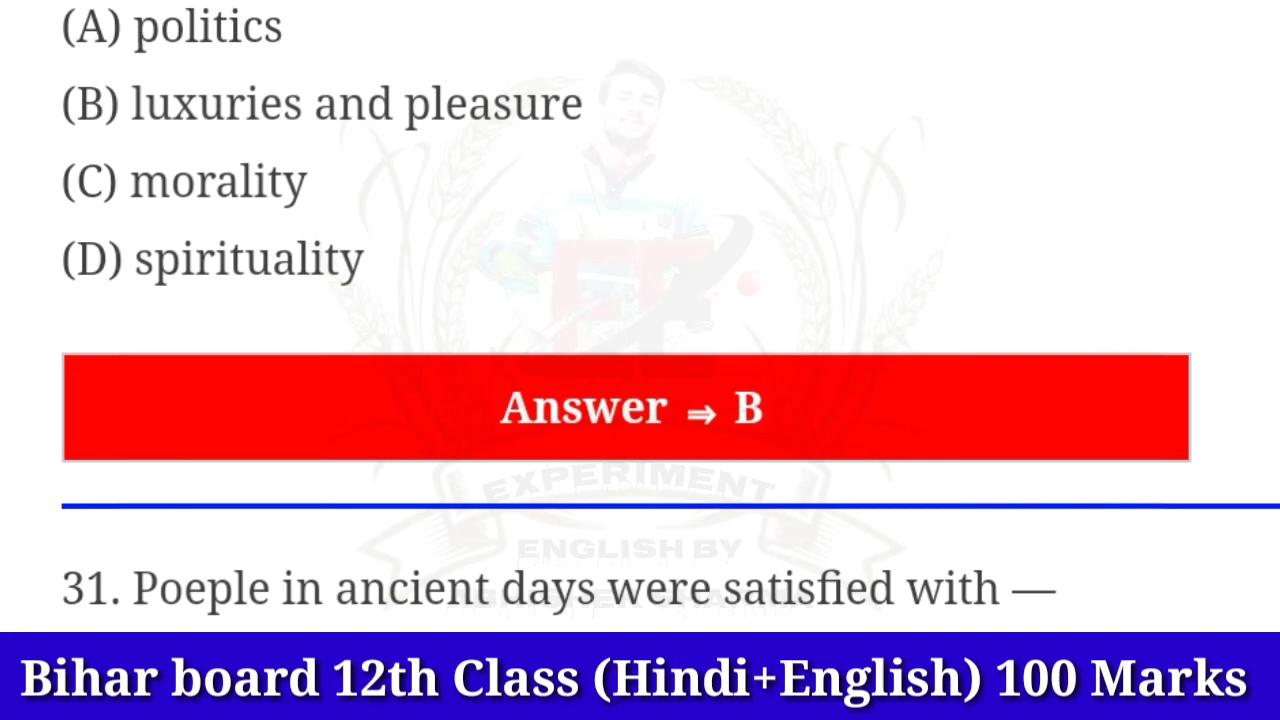 (A) politics
(B) luxuries and pleasure
(C) morality
(D) spirituality
Answer ⇒ B
EXPERIMENT
ENGLISH BY
31. Poeple in ancient days were satisfied with —
Bihar board 12th Class (Hindi+English) 100 Marks